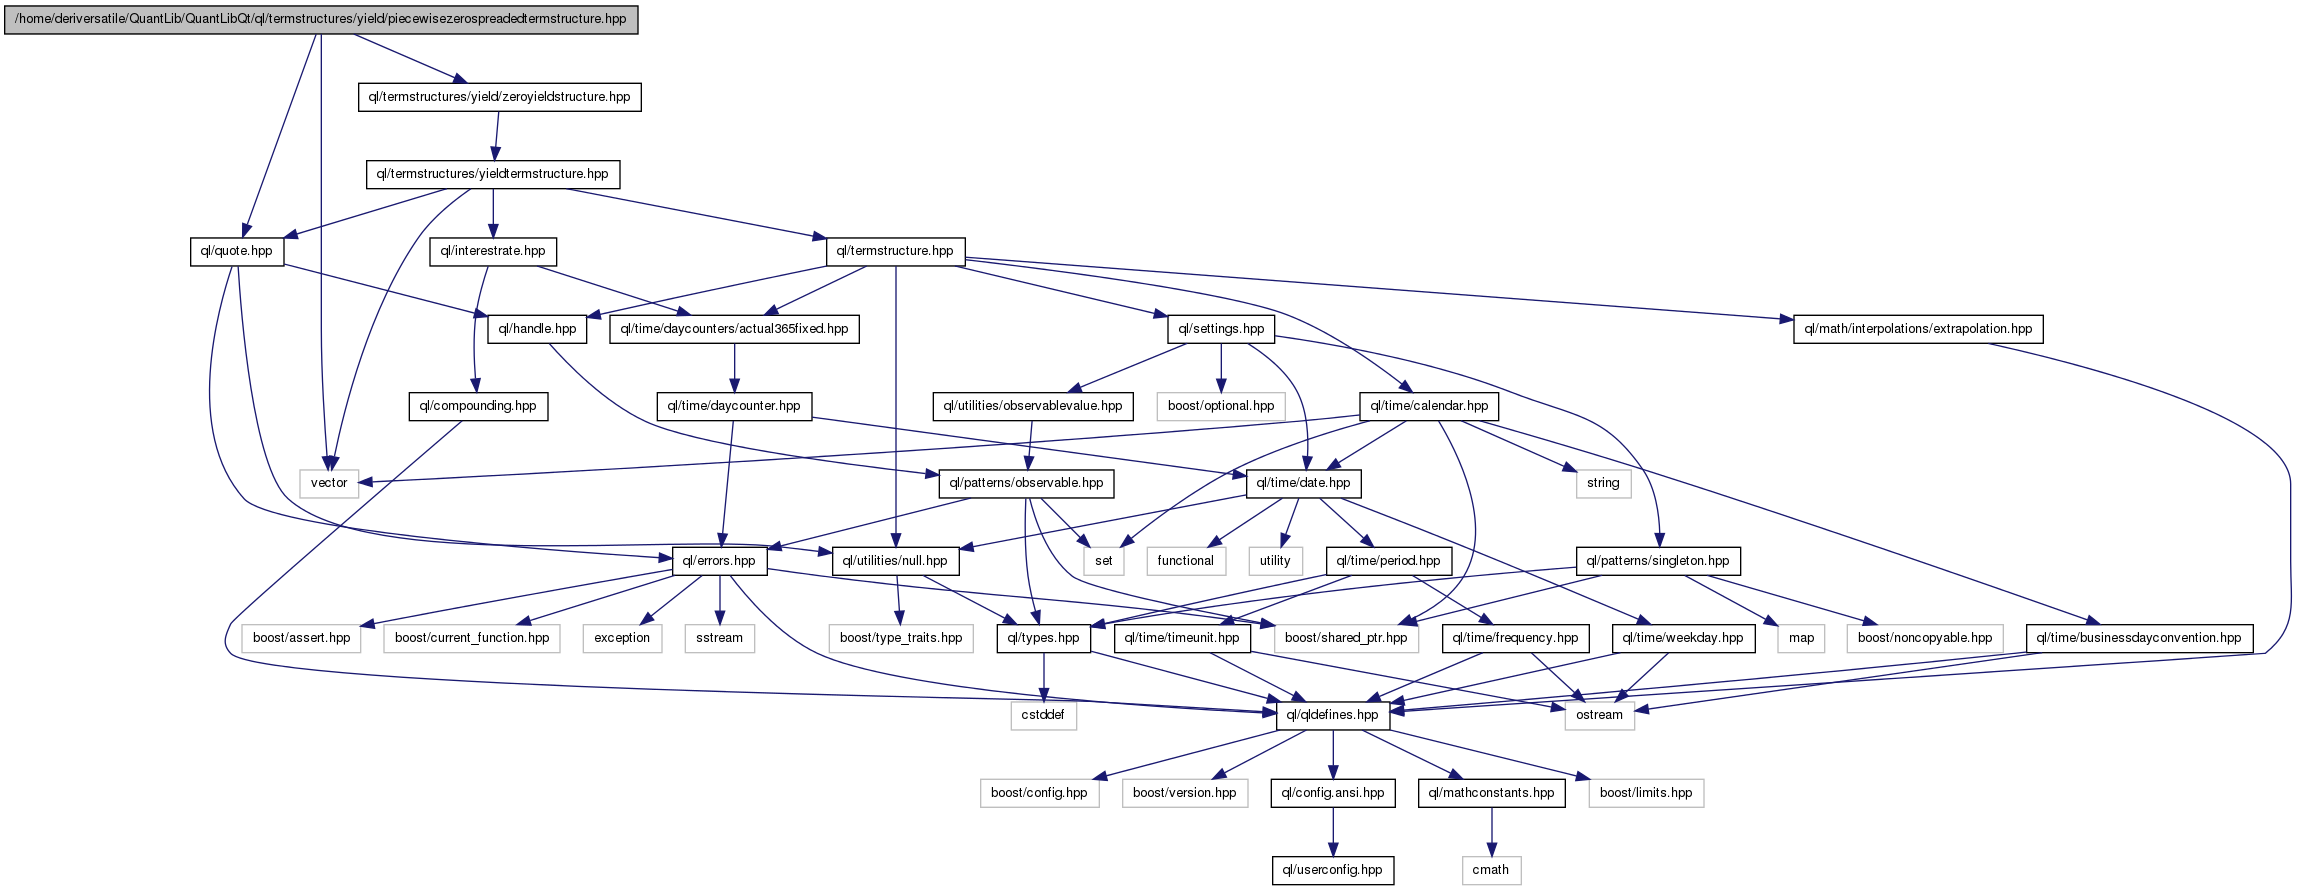 /home/deriversatile/QuantLib/QuantLibQt/ql/termstructures/yield/piecewisezerospreadedtermstructure.hpp
ql/termstructures/yield/zeroyieldstructure.hpp
ql/termstructures/yieldtermstructure.hpp
ql/quote.hpp
ql/interestrate.hpp
ql/termstructure.hpp
ql/handle.hpp
ql/time/daycounters/actual365fixed.hpp
ql/settings.hpp
ql/math/interpolations/extrapolation.hpp
ql/compounding.hpp
ql/time/daycounter.hpp
ql/utilities/observablevalue.hpp
boost/optional.hpp
ql/time/calendar.hpp
vector
ql/patterns/observable.hpp
ql/time/date.hpp
string
ql/errors.hpp
ql/utilities/null.hpp
set
functional
utility
ql/time/period.hpp
ql/patterns/singleton.hpp
boost/assert.hpp
boost/current_function.hpp
exception
sstream
boost/type_traits.hpp
ql/types.hpp
ql/time/timeunit.hpp
boost/shared_ptr.hpp
ql/time/frequency.hpp
ql/time/weekday.hpp
map
boost/noncopyable.hpp
ql/time/businessdayconvention.hpp
cstddef
ql/qldefines.hpp
ostream
boost/config.hpp
boost/version.hpp
ql/config.ansi.hpp
ql/mathconstants.hpp
boost/limits.hpp
ql/userconfig.hpp
cmath